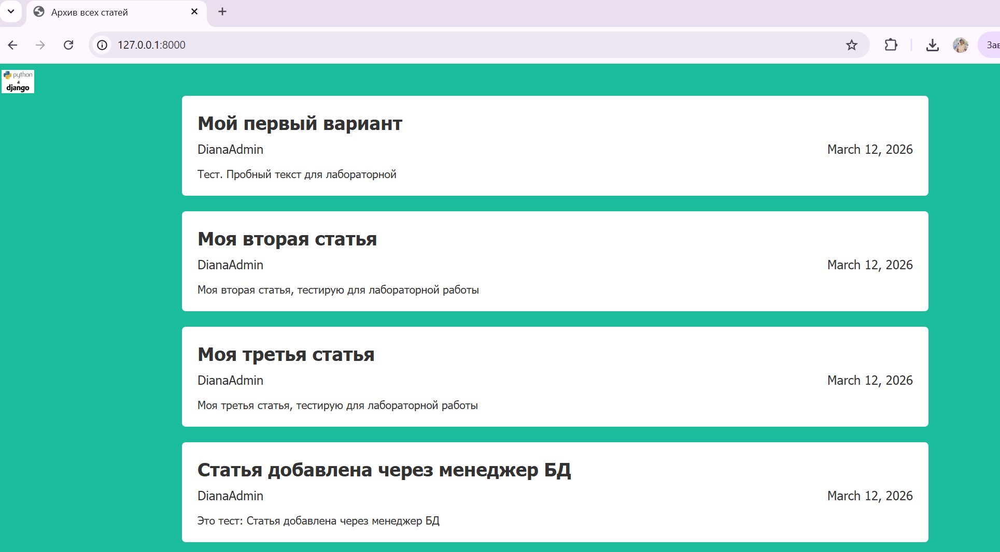 Архив всех статей
127.0.0.1:8000
Зав
python
&
django
Мой первый вариант
DianaAdmin March 12, 2026
Тест. Пробный текст для лабораторной
Моя вторая статья
DianaAdmin March 12, 2026
Моя вторая статья, тестирую для лабораторной работы
Моя третья статья
DianaAdmin March 12, 2026
Моя третья статья, тестирую для лабораторной работы
Статья добавлена через менеджер БД
DianaAdmin March 12, 2026
Это тест: Статья добавлена через менеджер БД